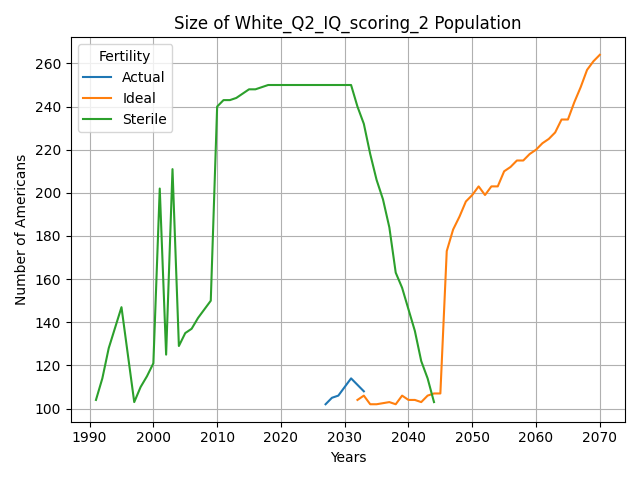 Size of White_Q2_IQ_scoring_2 Population
Fertility
Actual
Ideal
Sterile
Number of Americans
260
240
220
200
180
160
140
120
100
1990 2000 2010 2020 2030 2040 2050 2060 2070
Years